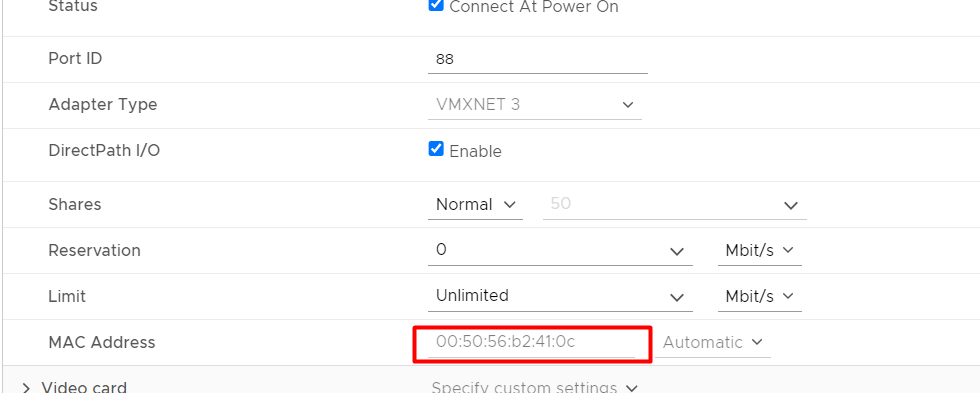 Status Connect At Power On
Port ID 88
Adapter Type VMXNET 3
DirectPath I/O Enable
Shares Normal 50
Reservation 0 Mbit/s
Limit Unlimited Mbit/s
MAC Address 00:50:56:b2:41:0c Automatic
Video card Specify custom settings